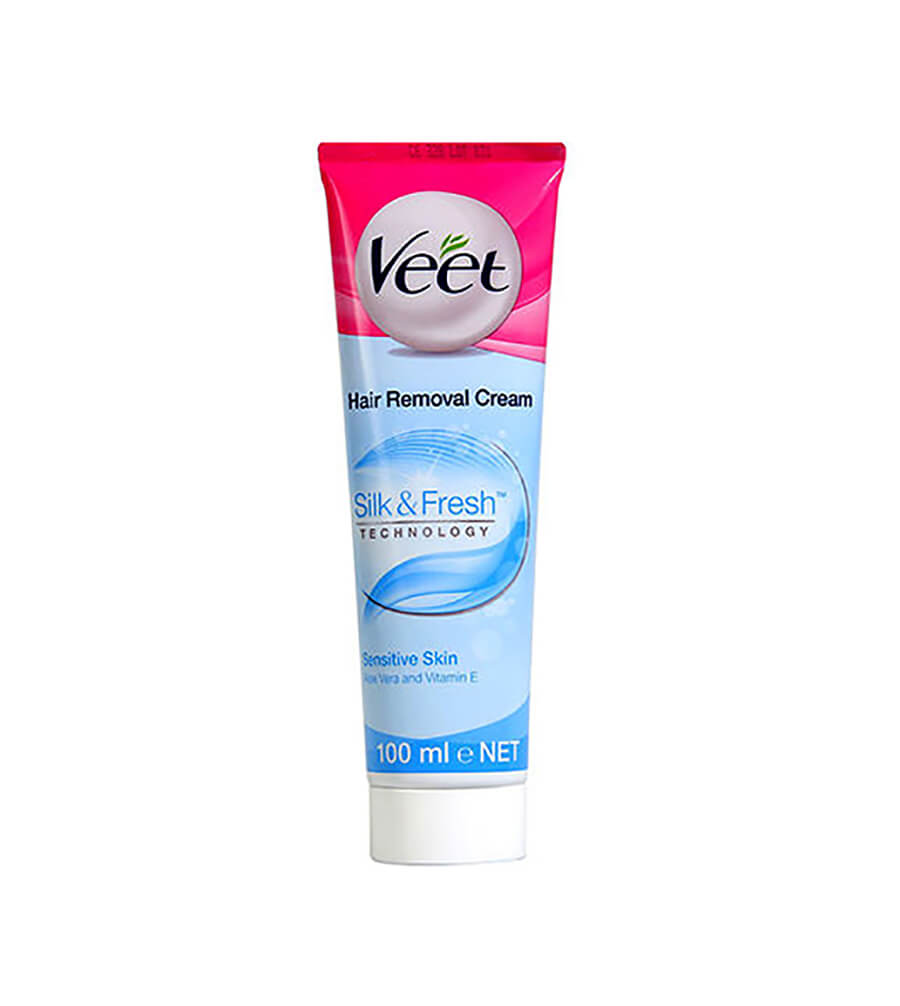 Veet
Hair Removal Cream
Silk & Fresh™
TECHNOLOGY
Sensitive Skin
Aloe Vera and Vitamin E
100 ml ℮ NET